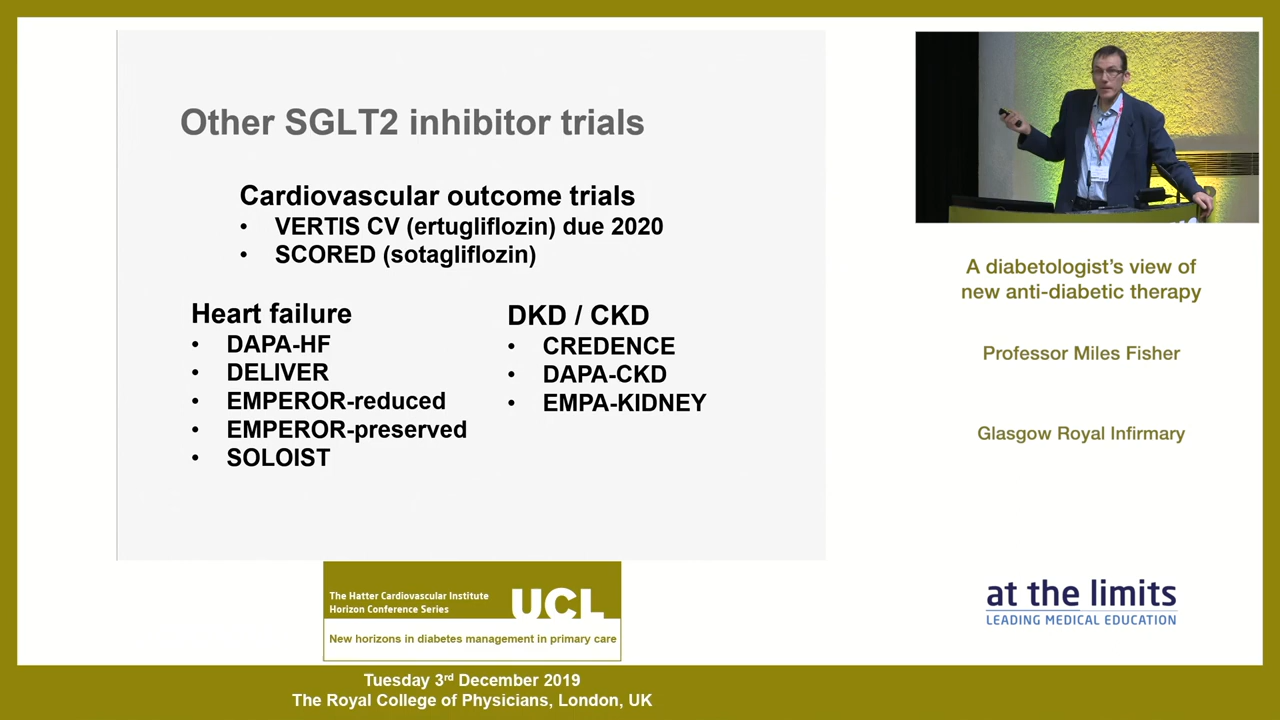 Other SGLT2 inhibitor trials
Cardiovascular outcome trials
• VERTIS CV (ertugliflozin) due 2020
• SCORED (sotagliflozin)
Heart failure
• DAPA-HF
• DELIVER
• EMPEROR-reduced
• EMPEROR-preserved
• SOLOIST
DKD / CKD
• CREDENCE
• DAPA-CKD
• EMPA-KIDNEY
A diabetologist's view of
new anti-diabetic therapy
Professor Miles Fisher
Glasgow Royal Infirmary
at the limits
LEADING MEDICAL EDUCATION
The Hatter Cardiovascular Institute
Horizon Conference Series
UCL
New horizons in diabetes management in primary care
Tuesday 3rd December 2019
The Royal College of Physicians, London, UK